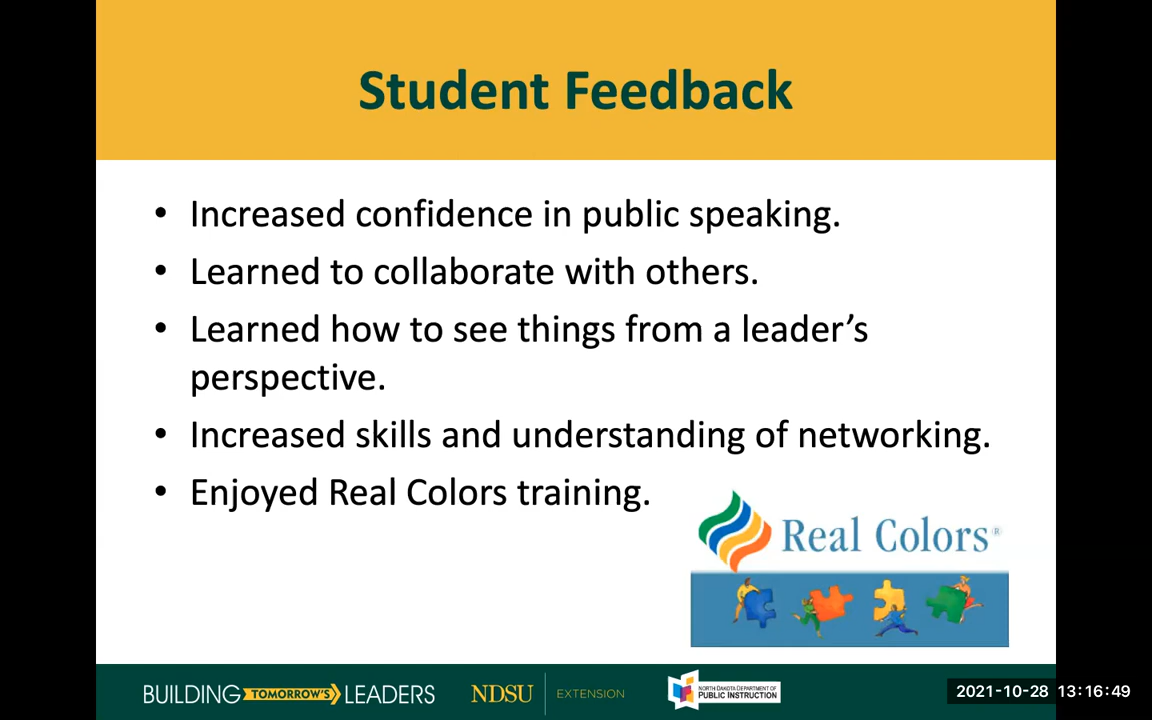 Student Feedback
• Increased confidence in public speaking.
• Learned to collaborate with others.
• Learned how to see things from a leader’s
perspective.
• Increased skills and understanding of networking.
• Enjoyed Real Colors training.
Real Colors®
BUILDING TOMORROW'S LEADERS
NDSU EXTENSION
NORTH DAKOTA DEPARTMENT OF
PUBLIC INSTRUCTION
2021-10-28 13:16:49